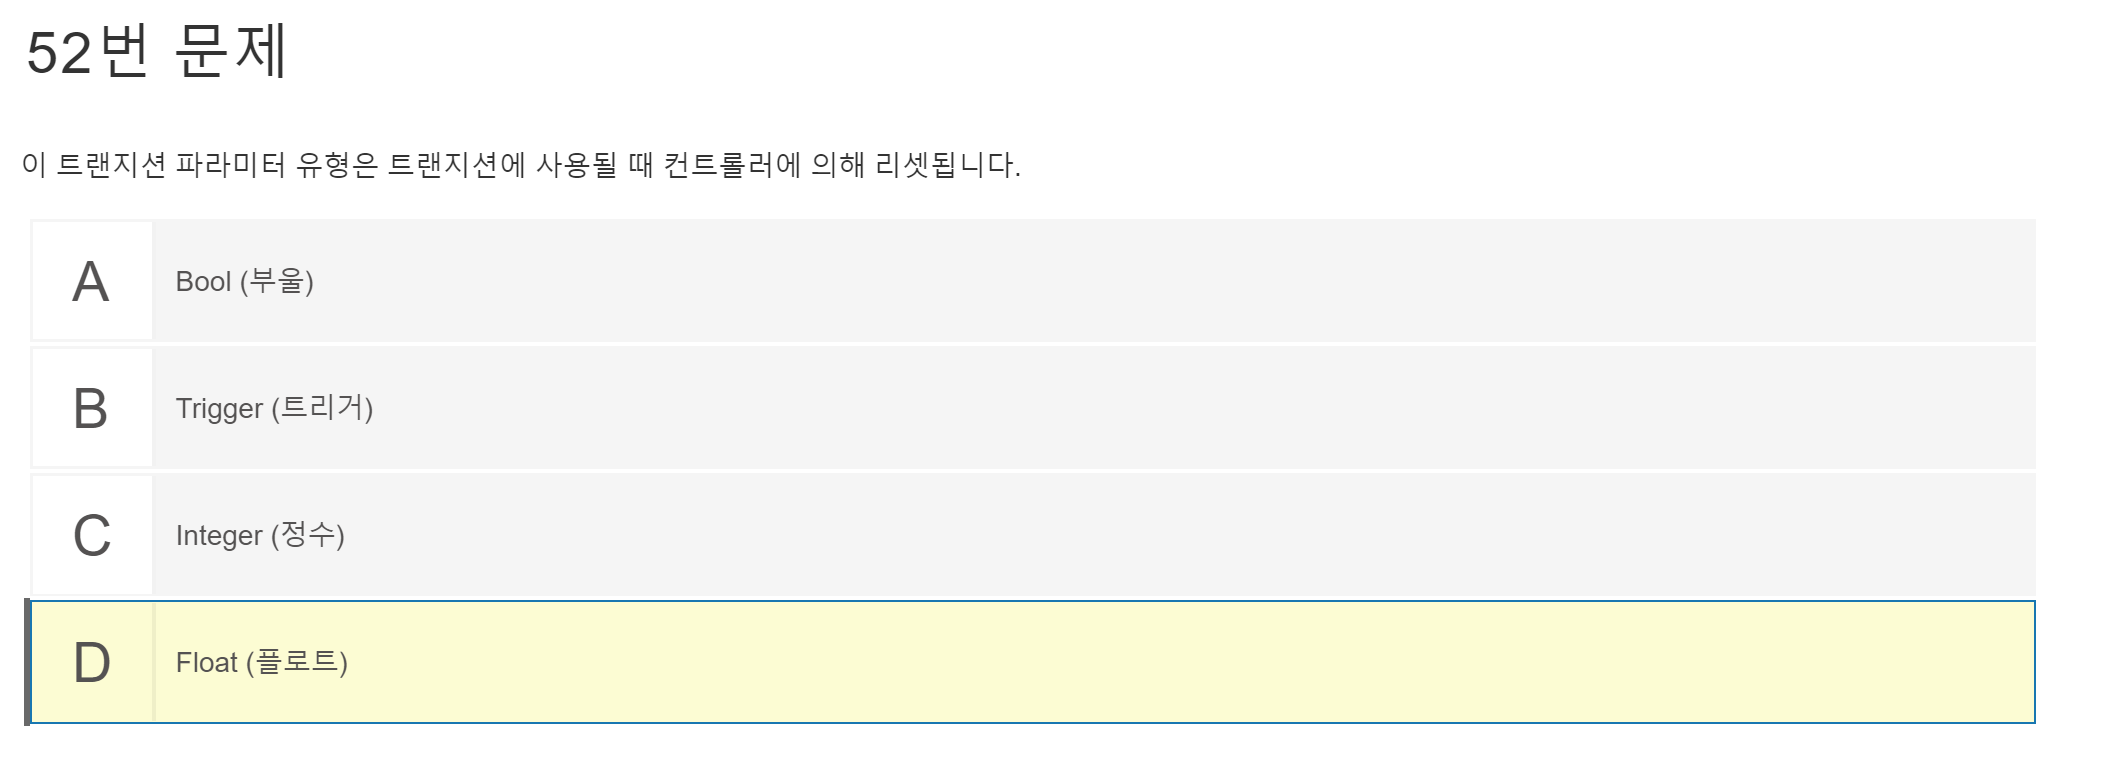 52번 문제
이 트랜지션 파라미터 유형은 트랜지션에 사용될 때 컨트롤러에 의해 리셋됩니다.
A Bool (부울)
B Trigger (트리거)
C Integer (정수)
D Float (플로트)